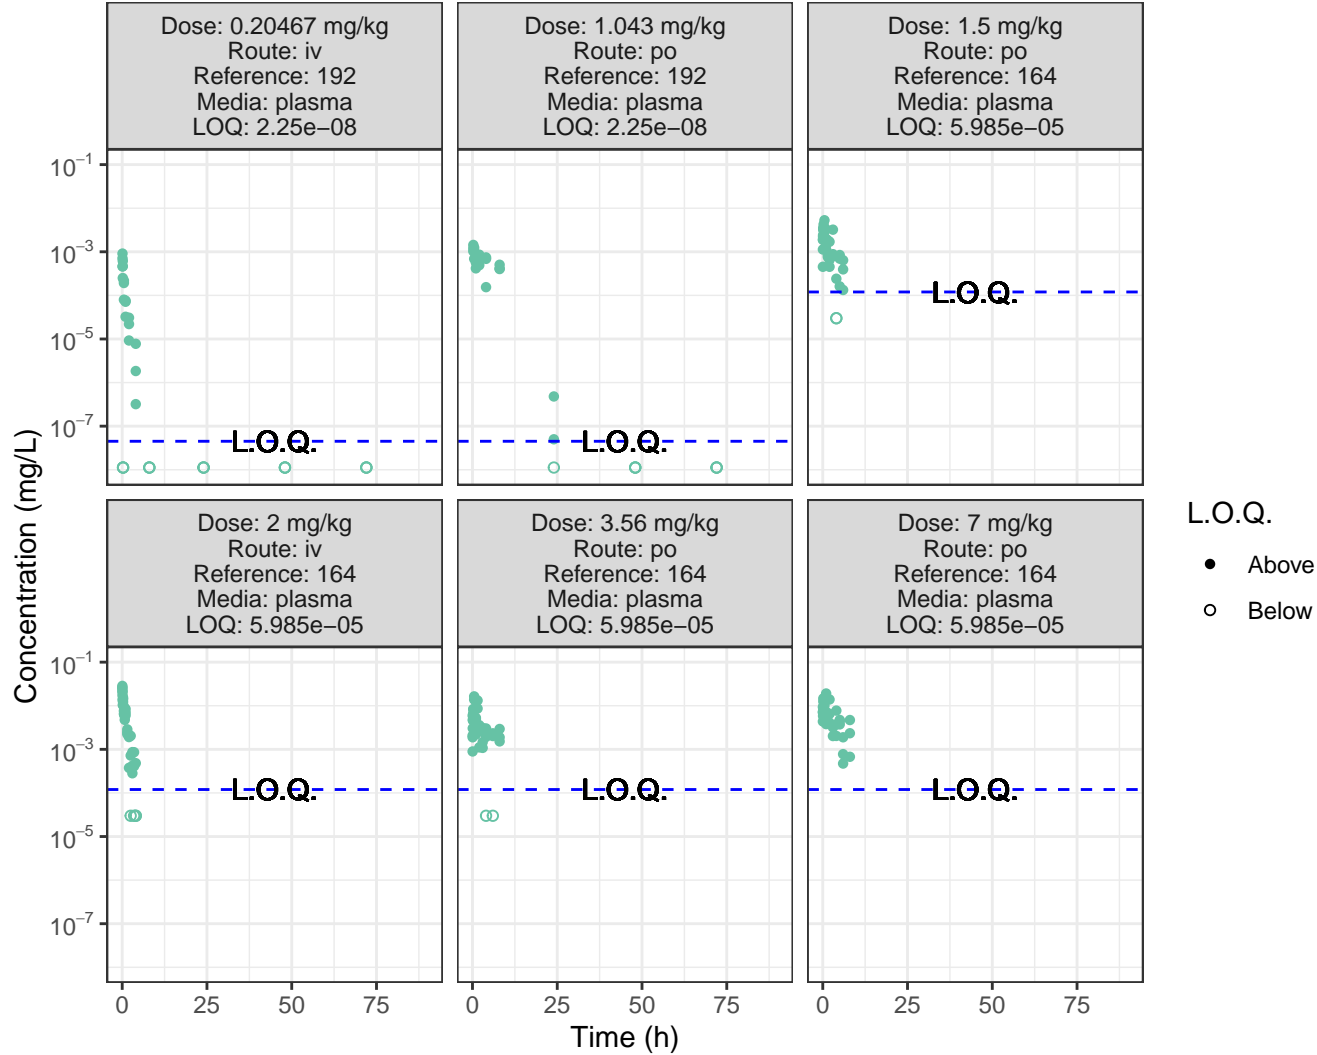 Dose: 0.20467 mg/kg
Route: iv
Reference: 192
Media: plasma
LOQ: 2.25e−08
Dose: 1.043 mg/kg
Route: po
Reference: 192
Media: plasma
LOQ: 2.25e−08
Dose: 1.5 mg/kg
Route: po
Reference: 164
Media: plasma
LOQ: 5.985e−05
10⁻¹
10⁻³
10⁻⁵
10⁻⁷
L.O.Q.
L.O.Q.
L.O.Q.
Concentration (mg/L)
Dose: 2 mg/kg
Route: iv
Reference: 164
Media: plasma
LOQ: 5.985e−05
Dose: 3.56 mg/kg
Route: po
Reference: 164
Media: plasma
LOQ: 5.985e−05
Dose: 7 mg/kg
Route: po
Reference: 164
Media: plasma
LOQ: 5.985e−05
10⁻¹
10⁻³
10⁻⁵
10⁻⁷
L.O.Q.
L.O.Q.
L.O.Q.
0 25 50 75
0 25 50 75
0 25 50 75
Time (h)
L.O.Q.
Above
Below